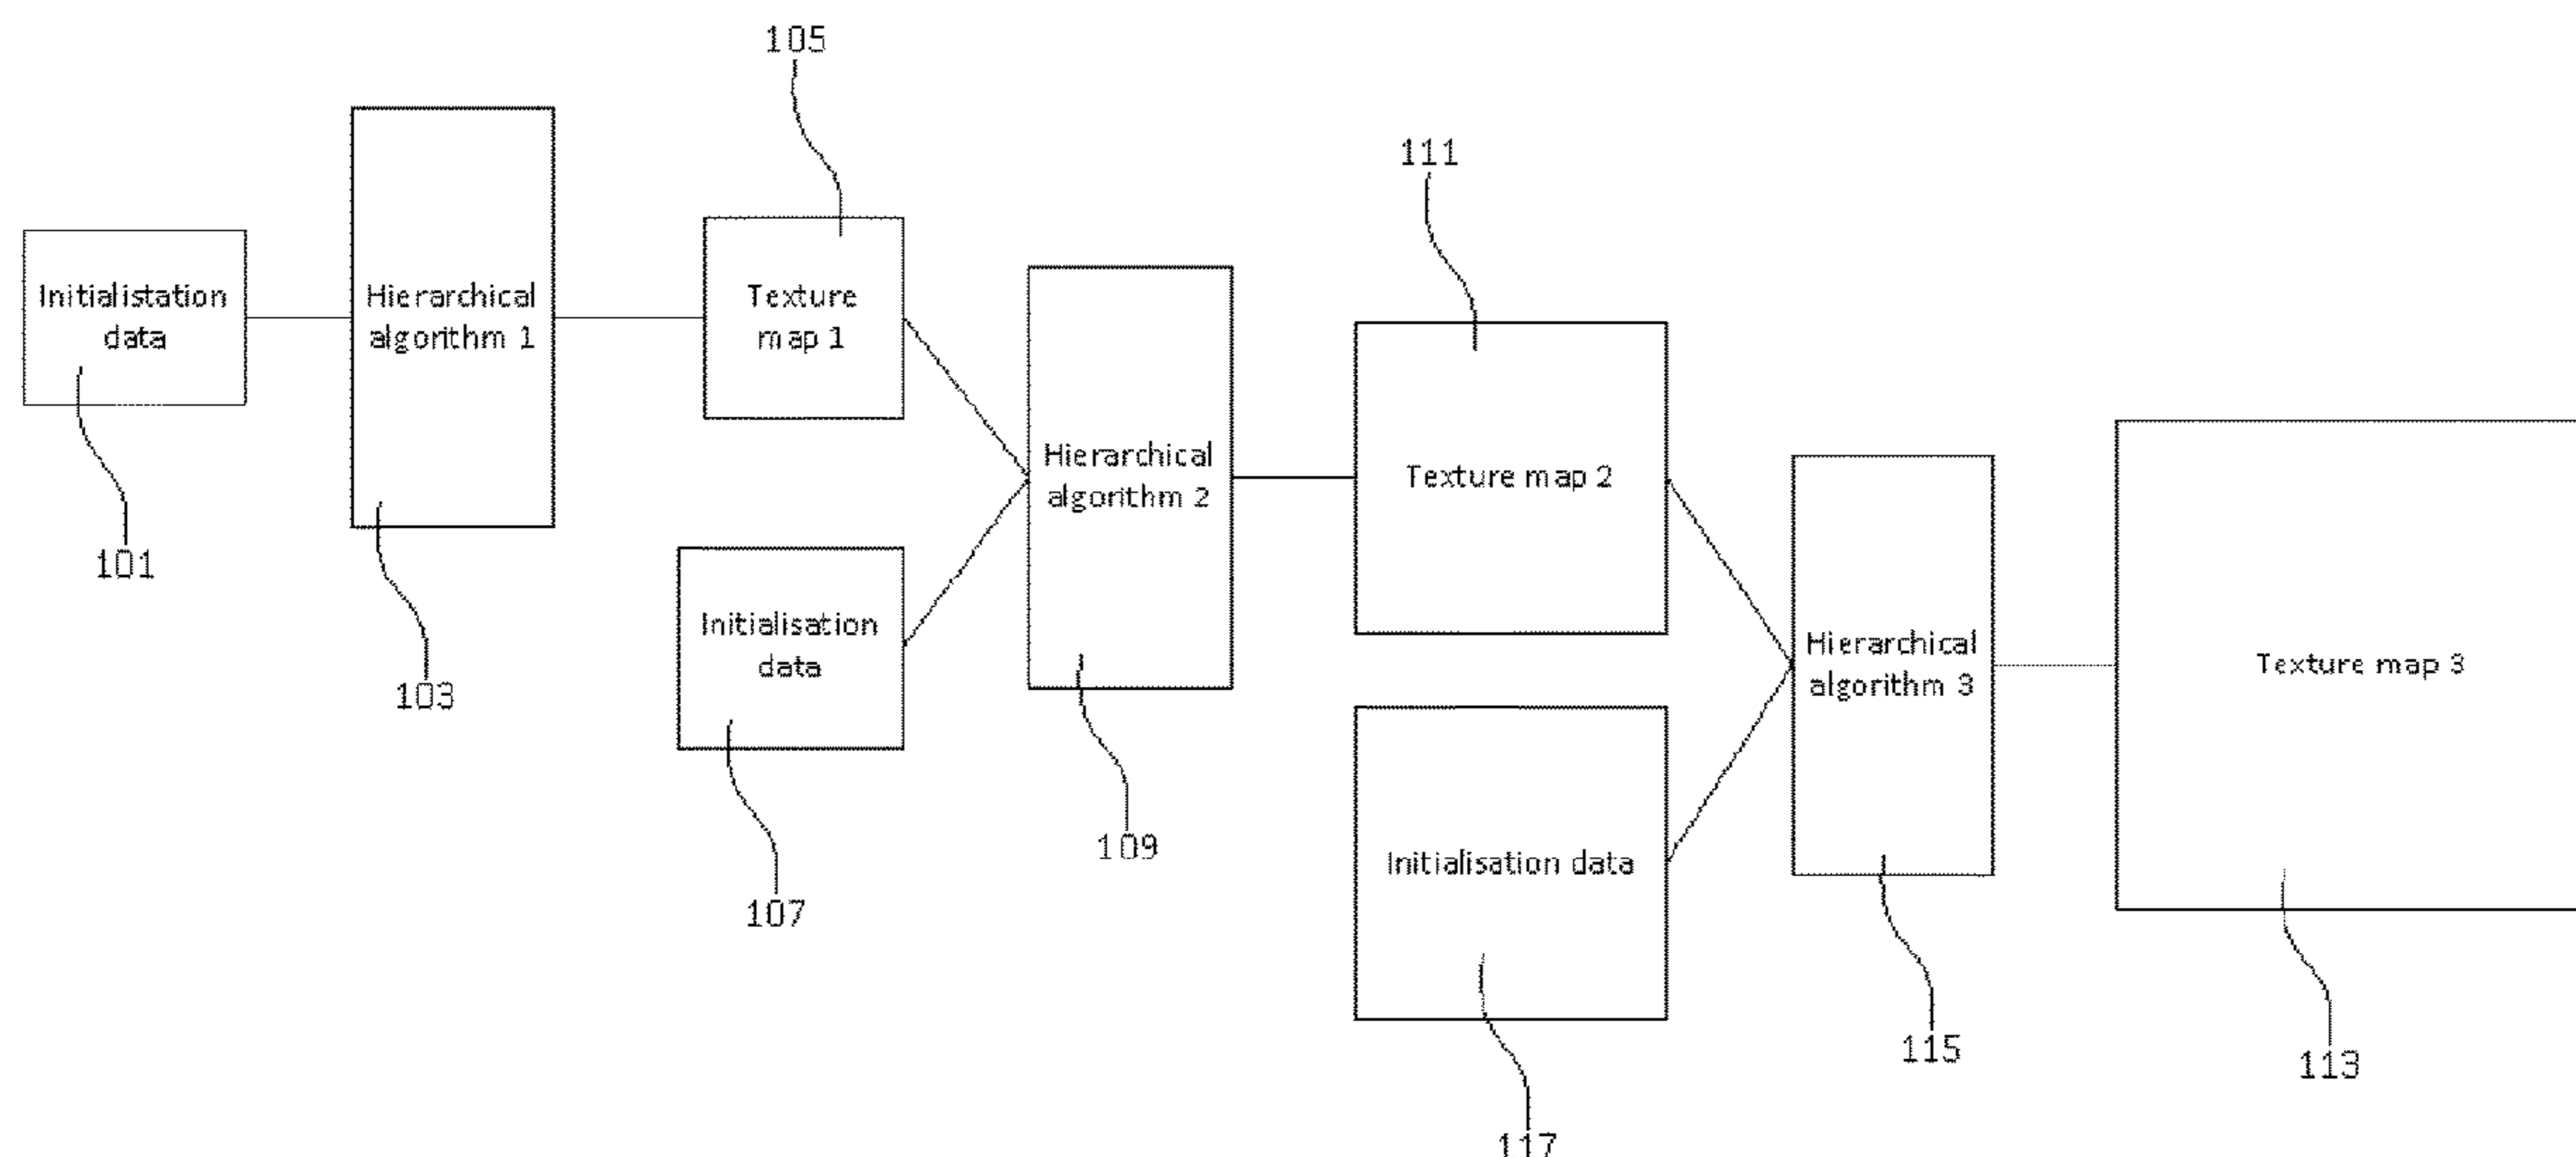 105
111
Initialistation
data
Hierarchical
algorithm 1
Texture
map 1
Hierarchical
algorithm 2
Texture map 2
Hierarchical
algorithm 3
Texture map 3
Initialisation
data
Initialisation data
101
103
107
109
115
113
117